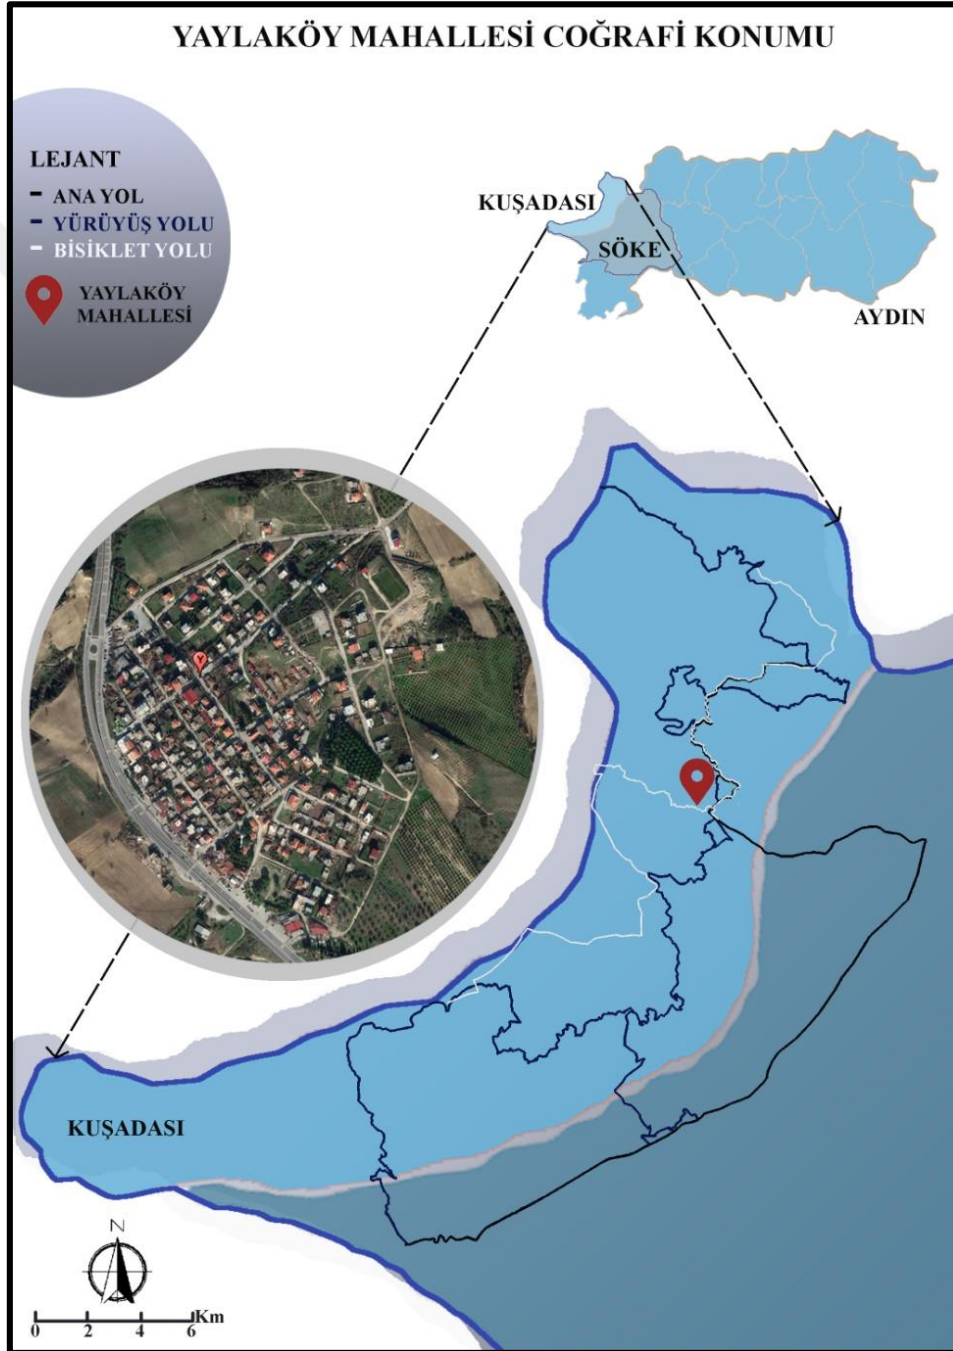 YAYLAKÖY MAHALLESİ COĞRAFİ KONUMU
LEJANT
ANA YOL
YÜRÜYÜŞ YOLU
BİSİKLET YOLU
YAYLAKÖY
MAHALLESİ
KUŞADASI
SÖKE
AYDIN
Y
KUŞADASI
N
Km
0 2 4 6